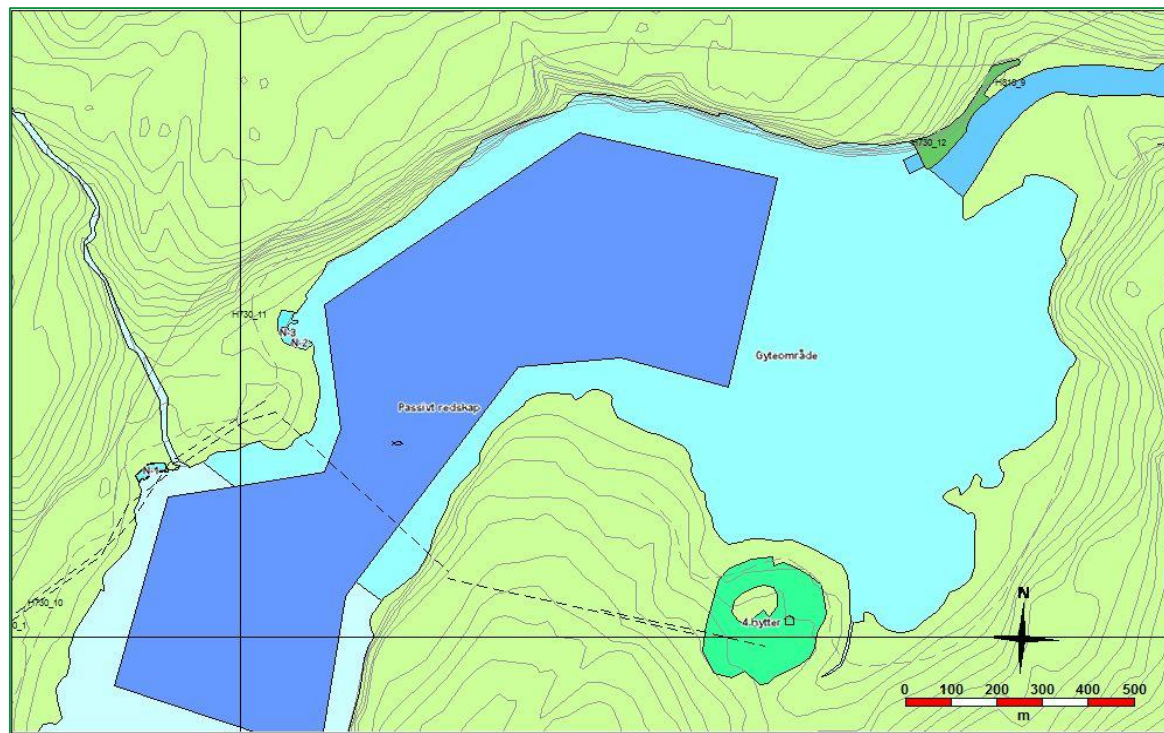 H810_9
H730_12
H730_11
N-3
N-2
Gyteområde
Passivt redskap
N-1
H730_10
0_1
4 hytter
N
0 100 200 300 400 500
m